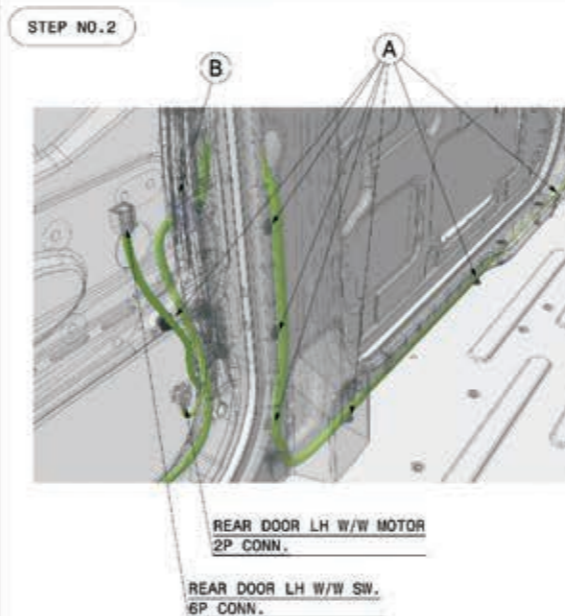 STEP NO.2
B
A
REAR DOOR LH W/W MOTOR
2P CONN.
REAR DOOR LH W/W SW.
6P CONN.